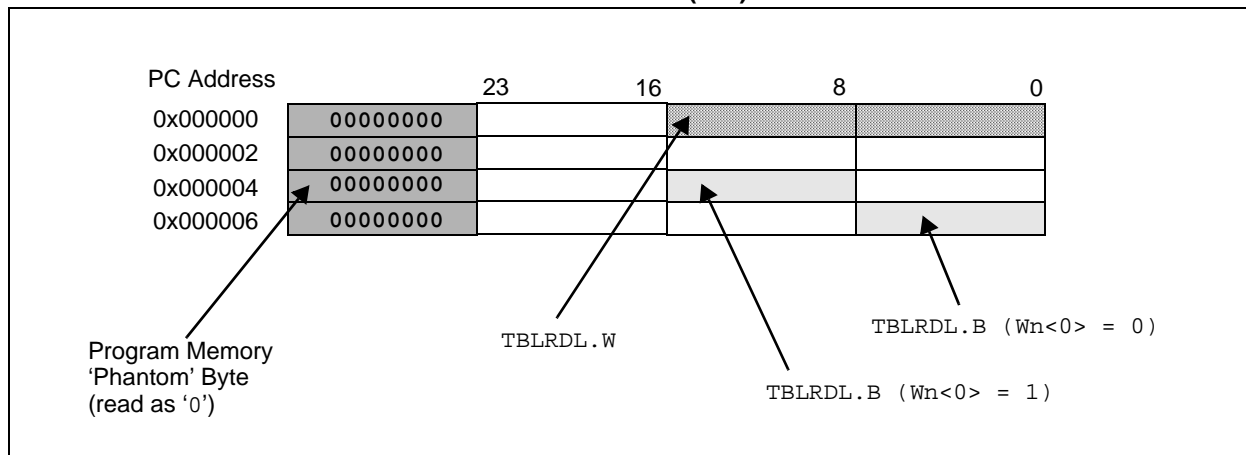 PC Address
23 16 8 0
0x000000 00000000
0x000002 00000000
0x000004 00000000
0x000006 00000000
TBLRDL.W
TBLRDL.B (Wn<0> = 0)
TBLRDL.B (Wn<0> = 1)
Program Memory
‘Phantom’ Byte
(read as ‘0’)